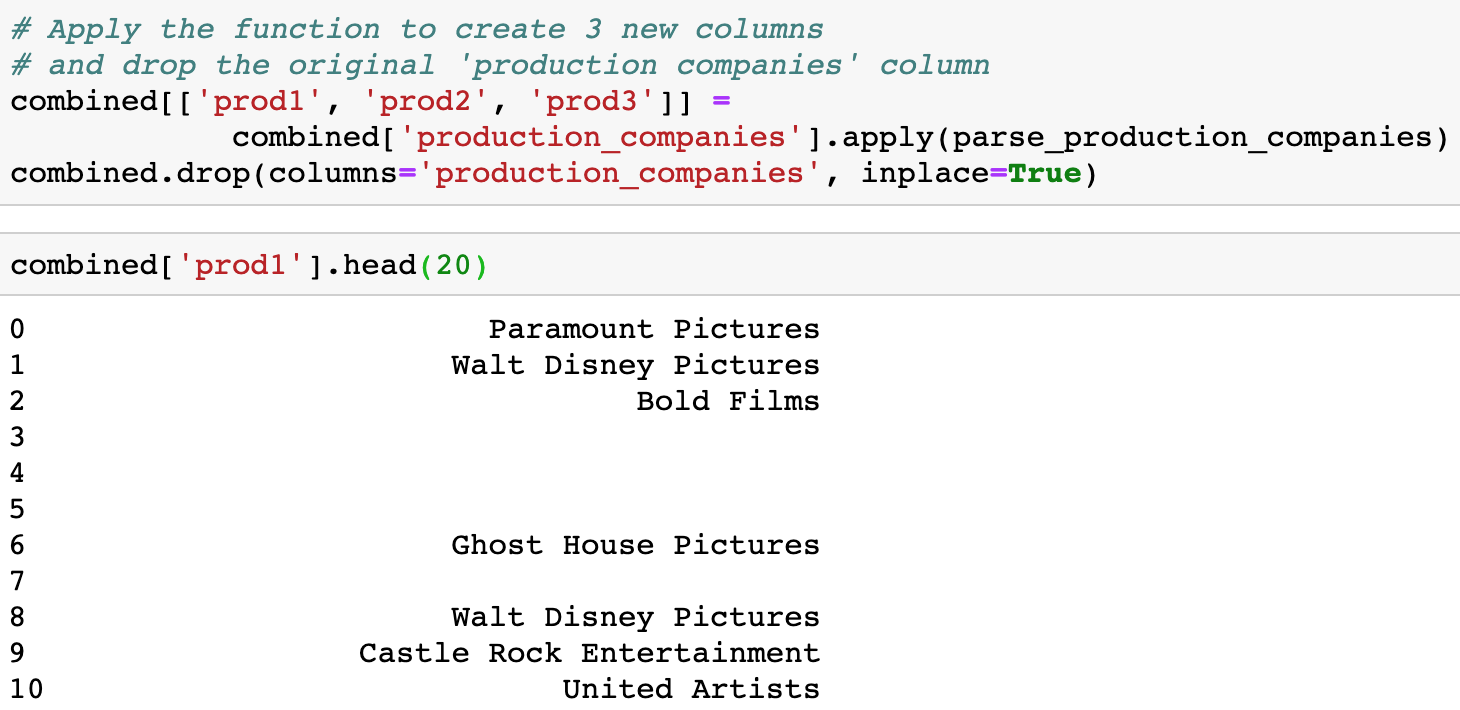 # Apply the function to create 3 new columns
# and drop the original 'production companies' column
combined[['prod1', 'prod2', 'prod3']] =
combined['production_companies'].apply(parse_production_companies)
combined.drop(columns='production_companies', inplace=True)
combined['prod1'].head(20)
0 Paramount Pictures
1 Walt Disney Pictures
2 Bold Films
3
4
5
6 Ghost House Pictures
7
8 Walt Disney Pictures
9 Castle Rock Entertainment
10 United Artists